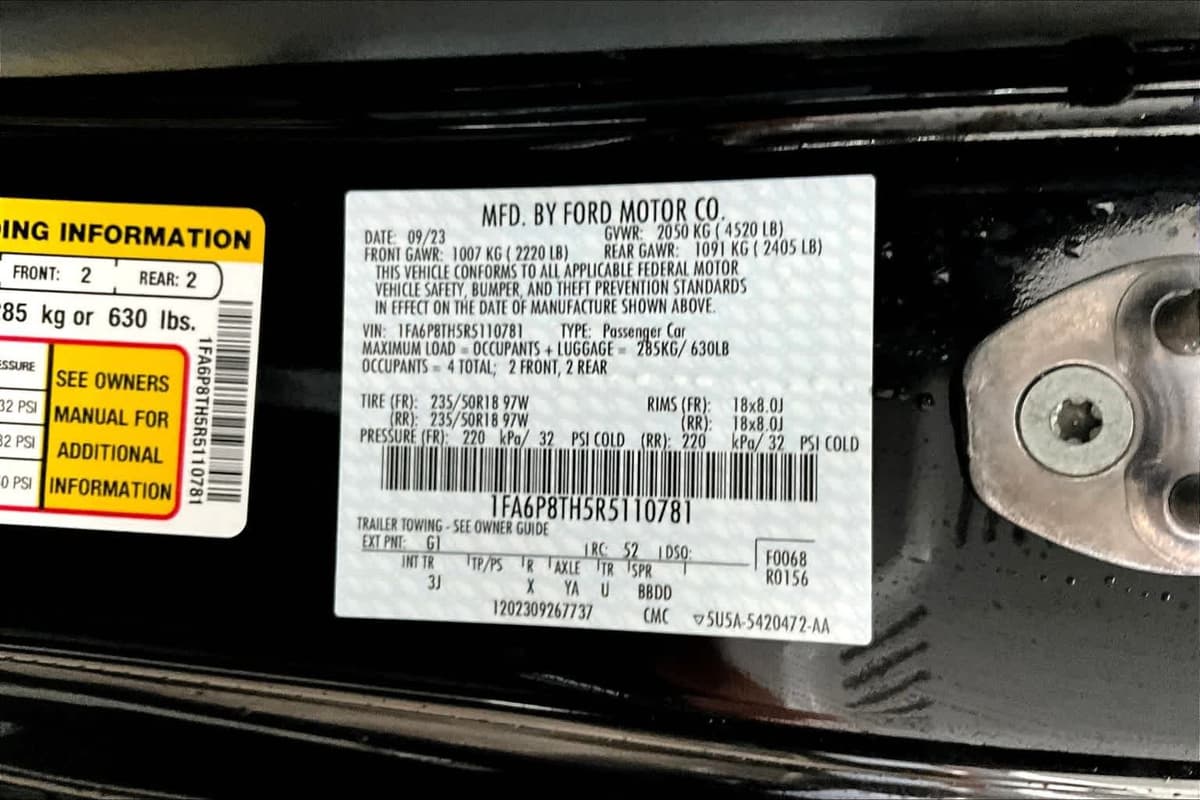 ING INFORMATION
FRONT: 2 REAR: 2
85 kg or 630 lbs.
SSURE
32 PSI
32 PSI
0 PSI
SEE OWNERS
MANUAL FOR
ADDITIONAL
INFORMATION
1FA6P8TH5R5110781
MFD. BY FORD MOTOR CO.
DATE: 09/23 GVWR: 2050 KG ( 4520 LB)
FRONT GAWR: 1007 KG ( 2220 LB) REAR GAWR: 1091 KG ( 2405 LB)
THIS VEHICLE CONFORMS TO ALL APPLICABLE FEDERAL MOTOR
VEHICLE SAFETY, BUMPER, AND THEFT PREVENTION STANDARDS
IN EFFECT ON THE DATE OF MANUFACTURE SHOWN ABOVE.
VIN: 1FA6P8TH5R5110781 TYPE: Passenger Car
MAXIMUM LOAD = OCCUPANTS + LUGGAGE = 285KG/ 630LB
OCCUPANTS = 4 TOTAL; 2 FRONT, 2 REAR
TIRE (FR): 235/50R18 97W RIMS (FR): 18x8.0J
(RR): 235/50R18 97W (RR): 18x8.0J
PRESSURE (FR): 220 kPa/ 32 PSI COLD (RR): 220 kPa/ 32 PSI COLD
1FA6P8TH5R5110781
TRAILER TOWING - SEE OWNER GUIDE
EXT PNT: G1 RC: 52 DSO: F0068
INT TR TP/PS R AXLE TR SPR R0156
3J X YA U BBDD
1202309267737 CMC ▽5U5A-5420472-AA